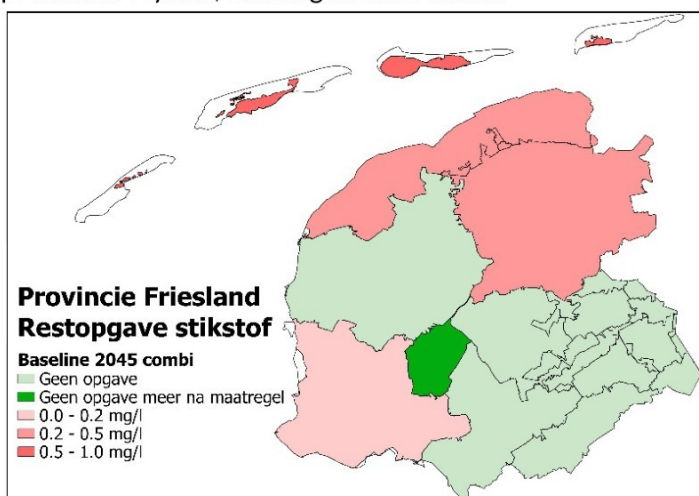 Provincie Friesland
Restopgave stikstof
Baseline 2045 combi
Geen opgave
Geen opgave meer na maatregel
0.0 - 0.2 mg/l
0.2 - 0.5 mg/l
0.5 - 1.0 mg/l